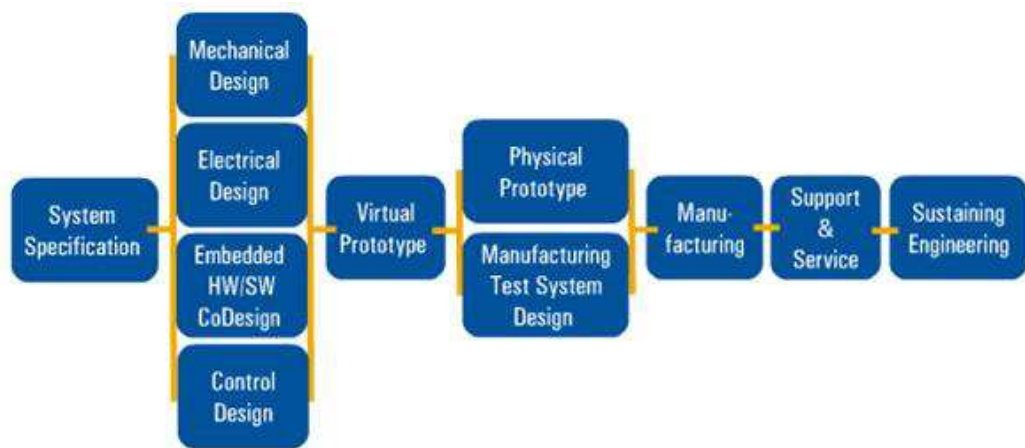 System
Specification
Mechanical
Design
Electrical
Design
Embedded
HW/SW
CoDesign
Control
Design
Virtual
Prototype
Physical
Prototype
Manufacturing
Test System
Design
Manu-
facturing
Support
&
Service
Sustaining
Engineering